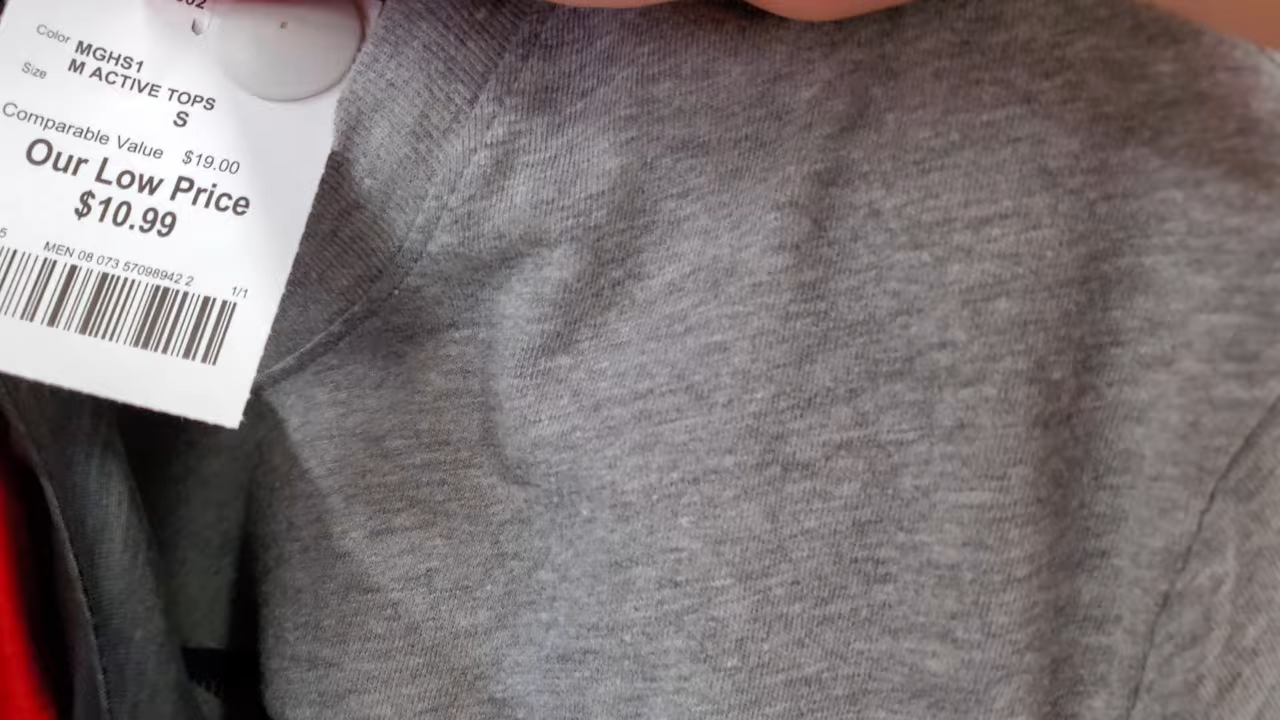 Color MGHS1
Size M ACTIVE TOPS
S
Comparable Value $19.00
Our Low Price
$10.99
MEN 08 073 57098942 2 1/1